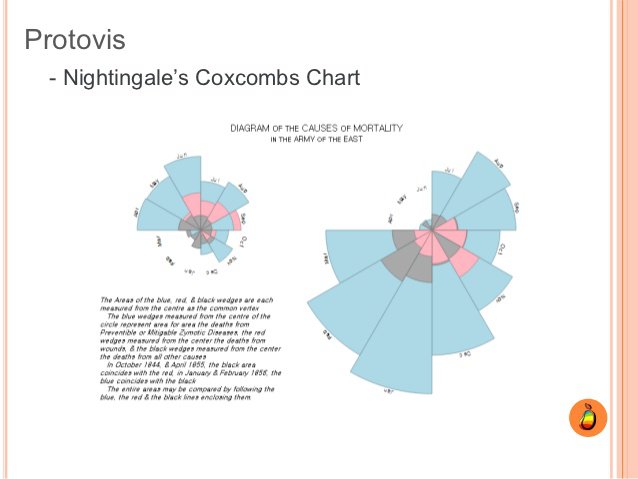 Protovis
- Nightingale's Coxcombs Chart
DIAGRAM OF THE CAUSES OF MORTALITY
IN THE ARMY OF THE EAST
Jun
Jul
Aug
Sep
Oct
Nov
Dec
Jan
Feb
Mar
Apr
May
Jun
Jul
Aug
Sep
Oct
Nov
Dec
Feb
Mar
Apr
May
The Areas of the blue, red, & black wedges are each
measured from the centre as the common vertex
The blue wedges measured from the centre of the
circle represent area for area the deaths from
Preventible or Mitigable Zymotic Diseases, the red
wedges measured from the center the deaths from
wounds, & the black wedges measured from the center
the deaths from all other causes
In October 1844, & April 1855, the black area
coincides with the red, in January & February 1856, the
blue coincides with the black
The entire areas may be compared by following the
blue, the red & the black lines enclosing them.